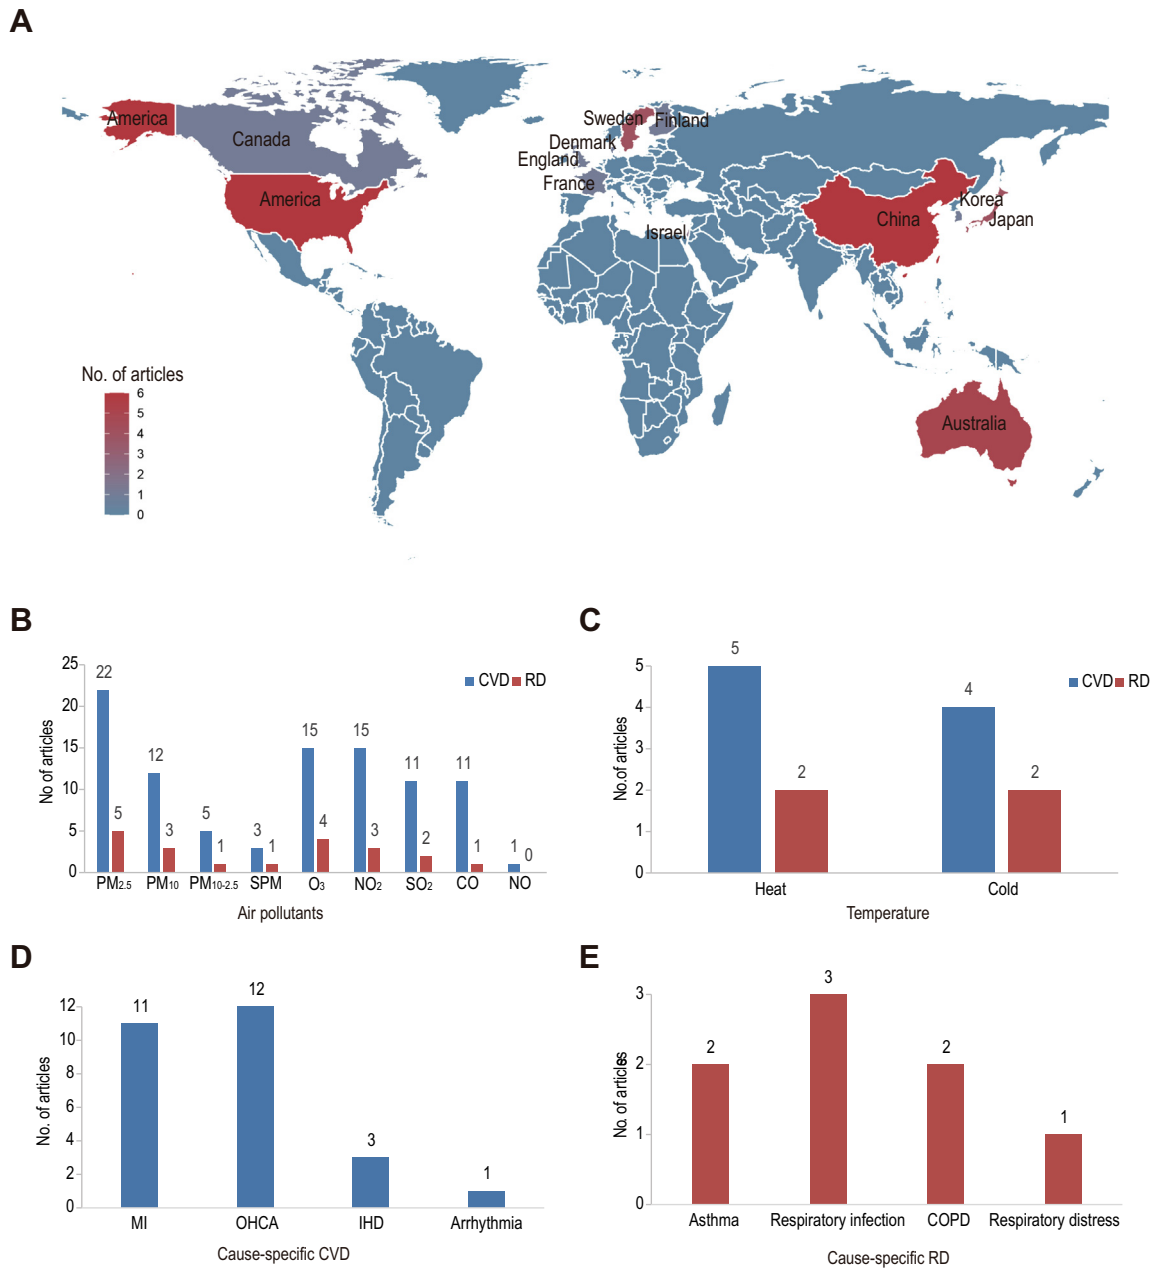 A
America
Canada
America
Sweden
Finland
Denmark
England
France
Israel
China
Korea
Japan
Australia
No. of articles
6
5
4
3
2
1
0
B
25
20
15
10
5
0
No of articles
CVD RD
22 5
12 3
5 1
3 1
15 4
15 3
11 2
11 1
1 0
PM2.5 PM10 PM10-2.5 SPM O3 NO2 SO2 CO NO
Air pollutants
C
5
4
3
2
1
0
No.of articles
CVD RD
5 2
4 2
Heat Cold
Temperature
D
12
10
8
6
4
2
0
No. of articles
11 12 3 1
MI OHCA IHD Arrhythmia
Cause-specific CVD
E
3
2
1
0
No. of articles
2 3 2 1
Asthma Respiratory infection COPD Respiratory distress
Cause-specific RD